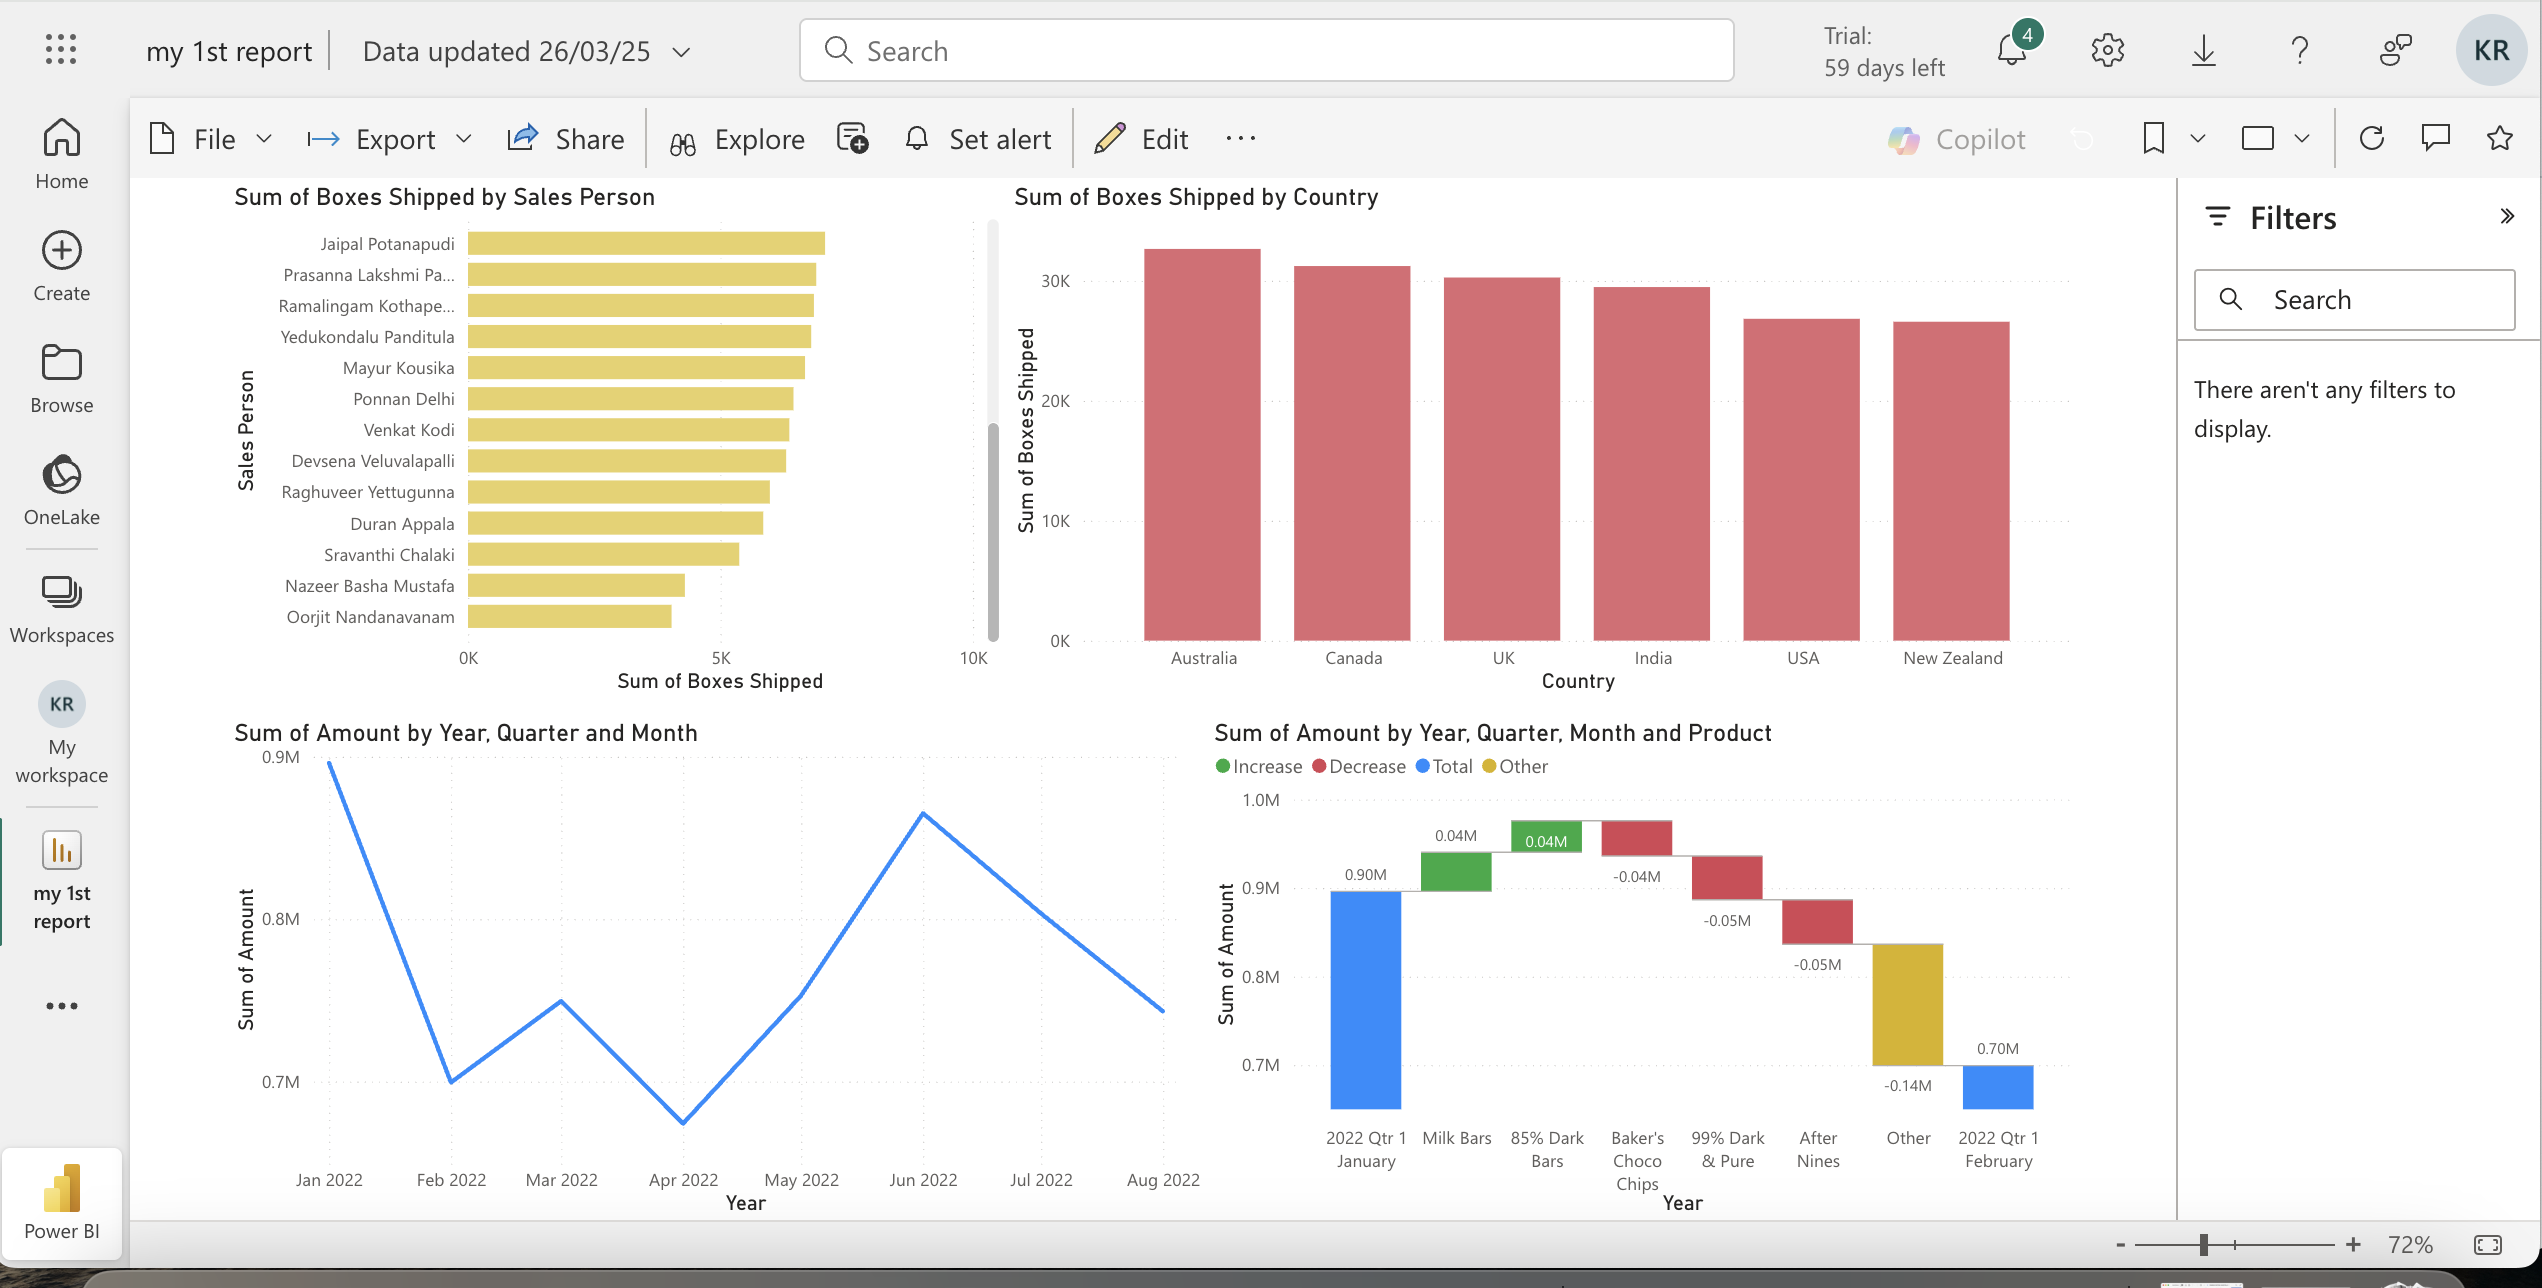 my 1st report
Data updated 26/03/25
Search
Trial:
59 days left
4
KR
File
Export
Share
Explore
Set alert
Edit
Copilot
Home
Create
Browse
OneLake
Workspaces
KR
My
workspace
my 1st
report
Power BI
Sum of Boxes Shipped by Sales Person
Sales Person
Jaipal Potanapudi
Prasanna Lakshmi Pa...
Ramalingam Kothape...
Yedukondalu Panditula
Mayur Kousika
Ponnan Delhi
Venkat Kodi
Devsena Veluvalapalli
Raghuveer Yettugunna
Duran Appala
Sravanthi Chalaki
Nazeer Basha Mustafa
Oorjit Nandanavanam
0K 5K 10K
Sum of Boxes Shipped
Sum of Boxes Shipped by Country
Sum of Boxes Shipped
30K
20K
10K
0K
Australia Canada UK India USA New Zealand
Country
Sum of Amount by Year, Quarter and Month
Sum of Amount
0.9M
0.8M
0.7M
Jan 2022 Feb 2022 Mar 2022 Apr 2022 May 2022 Jun 2022 Jul 2022 Aug 2022
Year
Sum of Amount by Year, Quarter, Month and Product
Increase Decrease Total Other
Sum of Amount
1.0M
0.9M
0.8M
0.7M
0.90M
0.04M
0.04M
-0.04M
-0.05M
-0.05M
-0.14M
0.70M
2022 Qtr 1
January
Milk Bars
85% Dark
Bars
Baker's
Choco
Chips
99% Dark
& Pure
After
Nines
Other
2022 Qtr 1
February
Year
Filters
Search
There aren't any filters to
display.
- + 72%